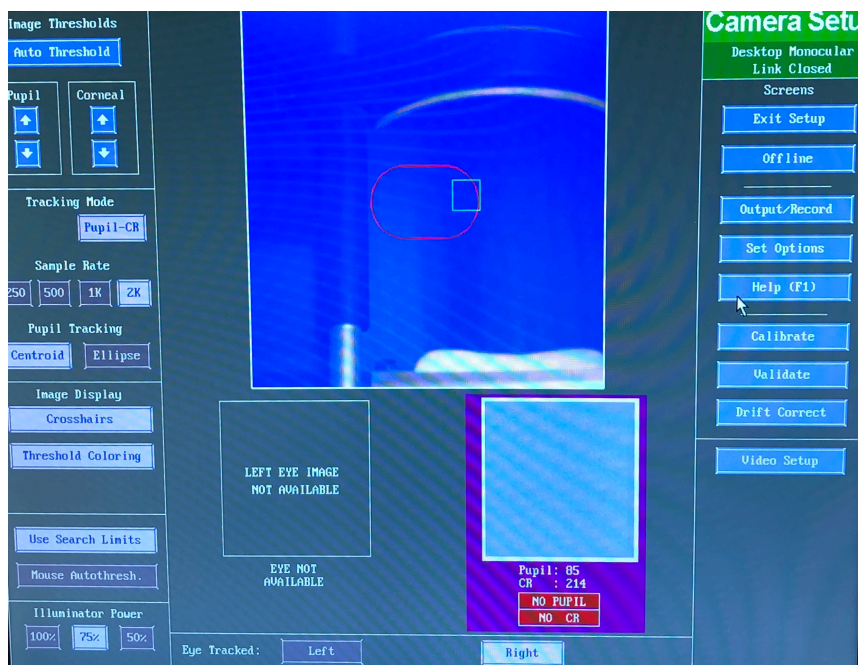 Image Thresholds
Auto Threshold
Pupil
Corneal
Tracking Mode
Pupil-CR
Sample Rate
250
500
1K
2K
Pupil Tracking
Centroid
Ellipse
Image Display
Crosshairs
Threshold Coloring
Use Search Limits
Mouse Autothresh.
Illuminator Power
100%
75%
50%
LEFT EYE IMAGE
NOT AVAILABLE
EYE NOT
AVAILABLE
Pupil: 85
CR : 214
NO PUPIL
NO CR
Eye Tracked:
Left
Right
Camera Setu
Desktop Monocular
Link Closed
Screens
Exit Setup
Offline
Output/Record
Set Options
Help (F1)
Calibrate
Validate
Drift Correct
Video Setup